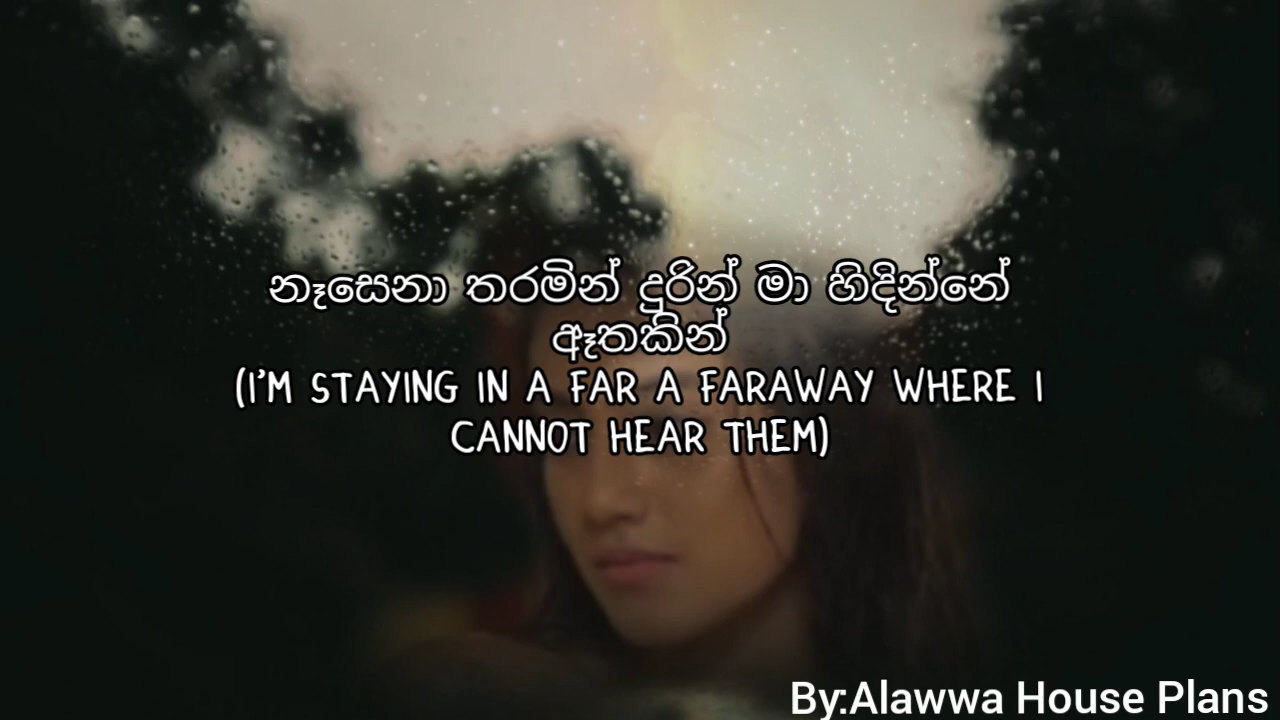 නෑසෙනා තරමින් දුරින් මා හිදින්නේ
ඈතකින්
(I'M STAYING IN A FAR A FARAWAY WHERE I
CANNOT HEAR THEM)
By:Alawwa House Plans